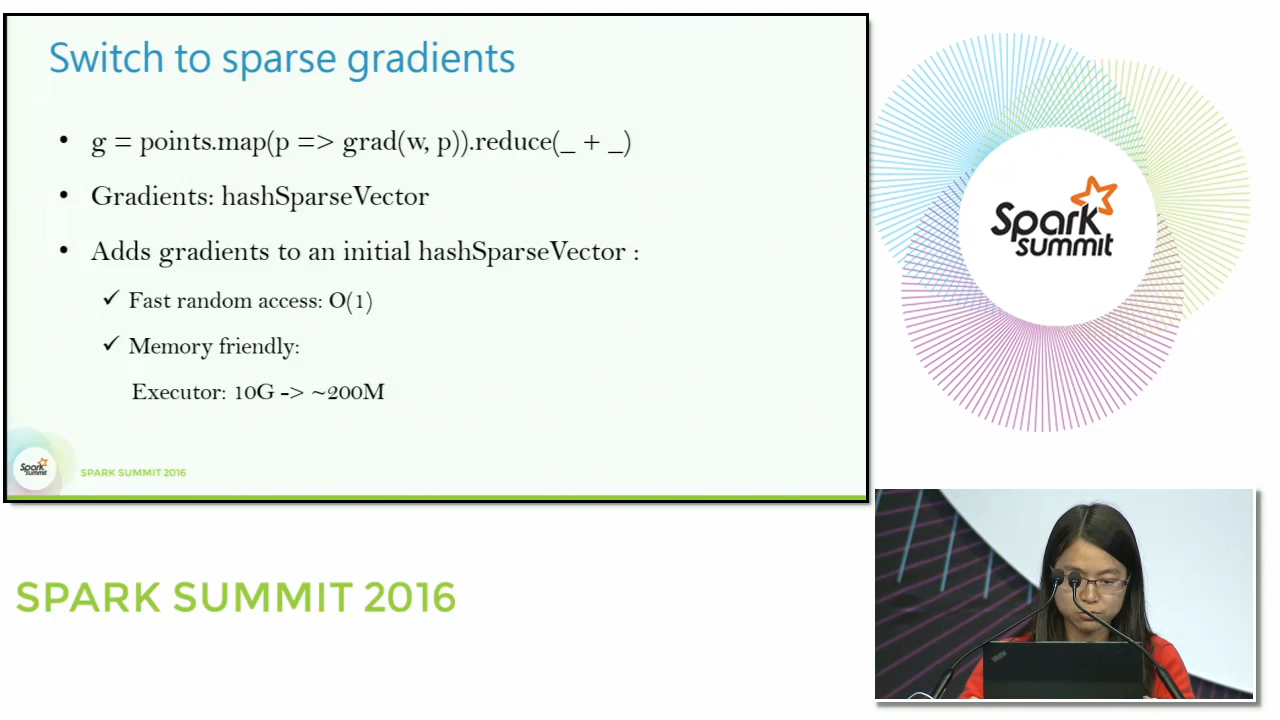 Switch to sparse gradients
• g = points.map(p => grad(w, p)).reduce(_ + _)
• Gradients: hashSparseVector
• Adds gradients to an initial hashSparseVector :
✓ Fast random access: O(1)
✓ Memory friendly:
Executor: 10G -> ~200M
Spark
summit
SPARK SUMMIT 2016
Spark
summit
SPARK SUMMIT 2016